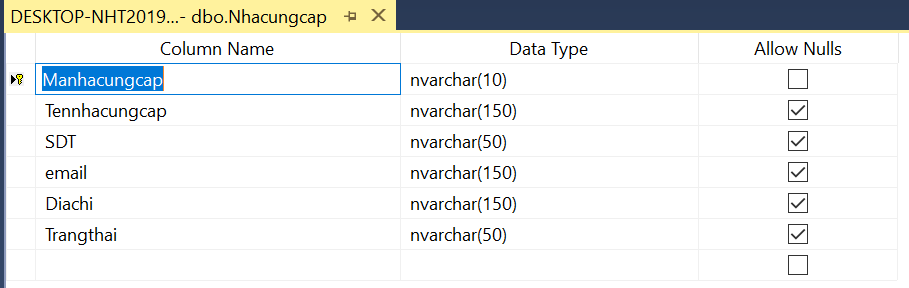 DESKTOP-NHT2019...- dbo.Nhacungcap
Column Name Data Type Allow Nulls
Manhacungcap nvarchar(10)
Tennhacungcap nvarchar(150)
SDT nvarchar(50)
email nvarchar(150)
Diachi nvarchar(150)
Trangthai nvarchar(50)